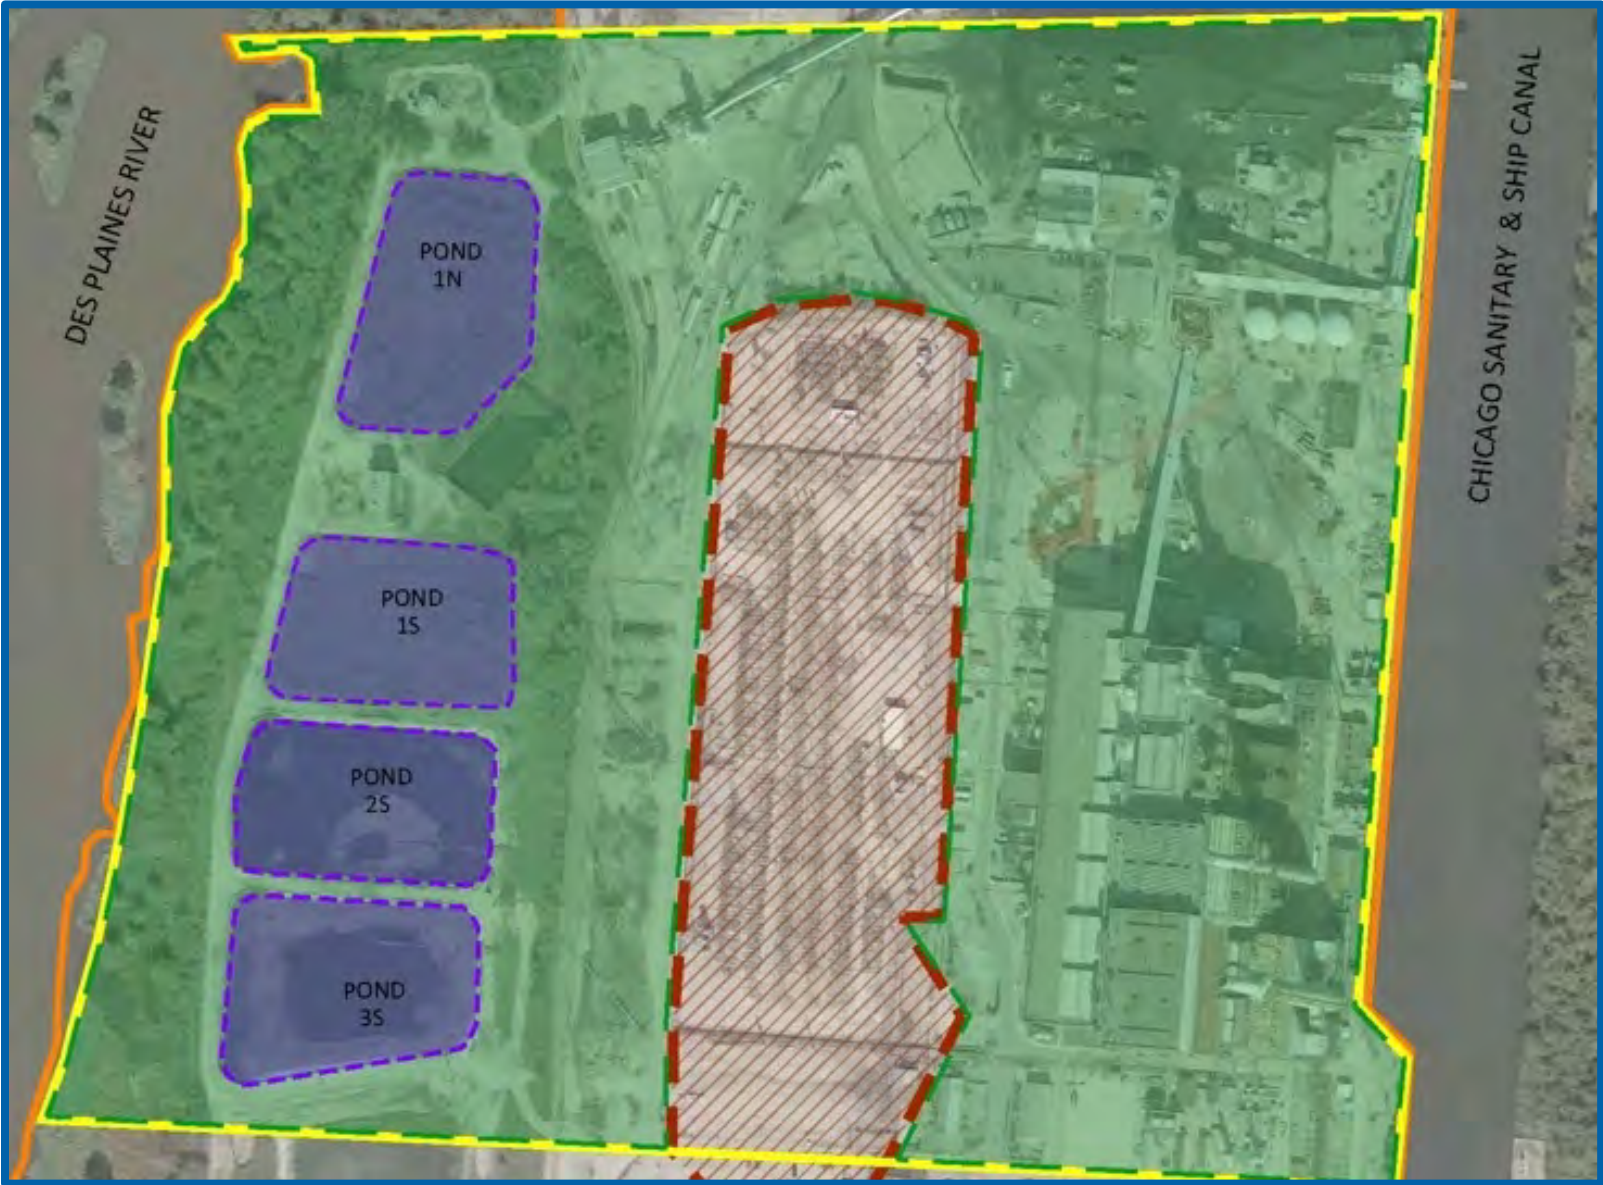 DES PLAINES RIVER
POND
1N
POND
1S
POND
2S
POND
3S
CHICAGO SANITARY & SHIP CANAL